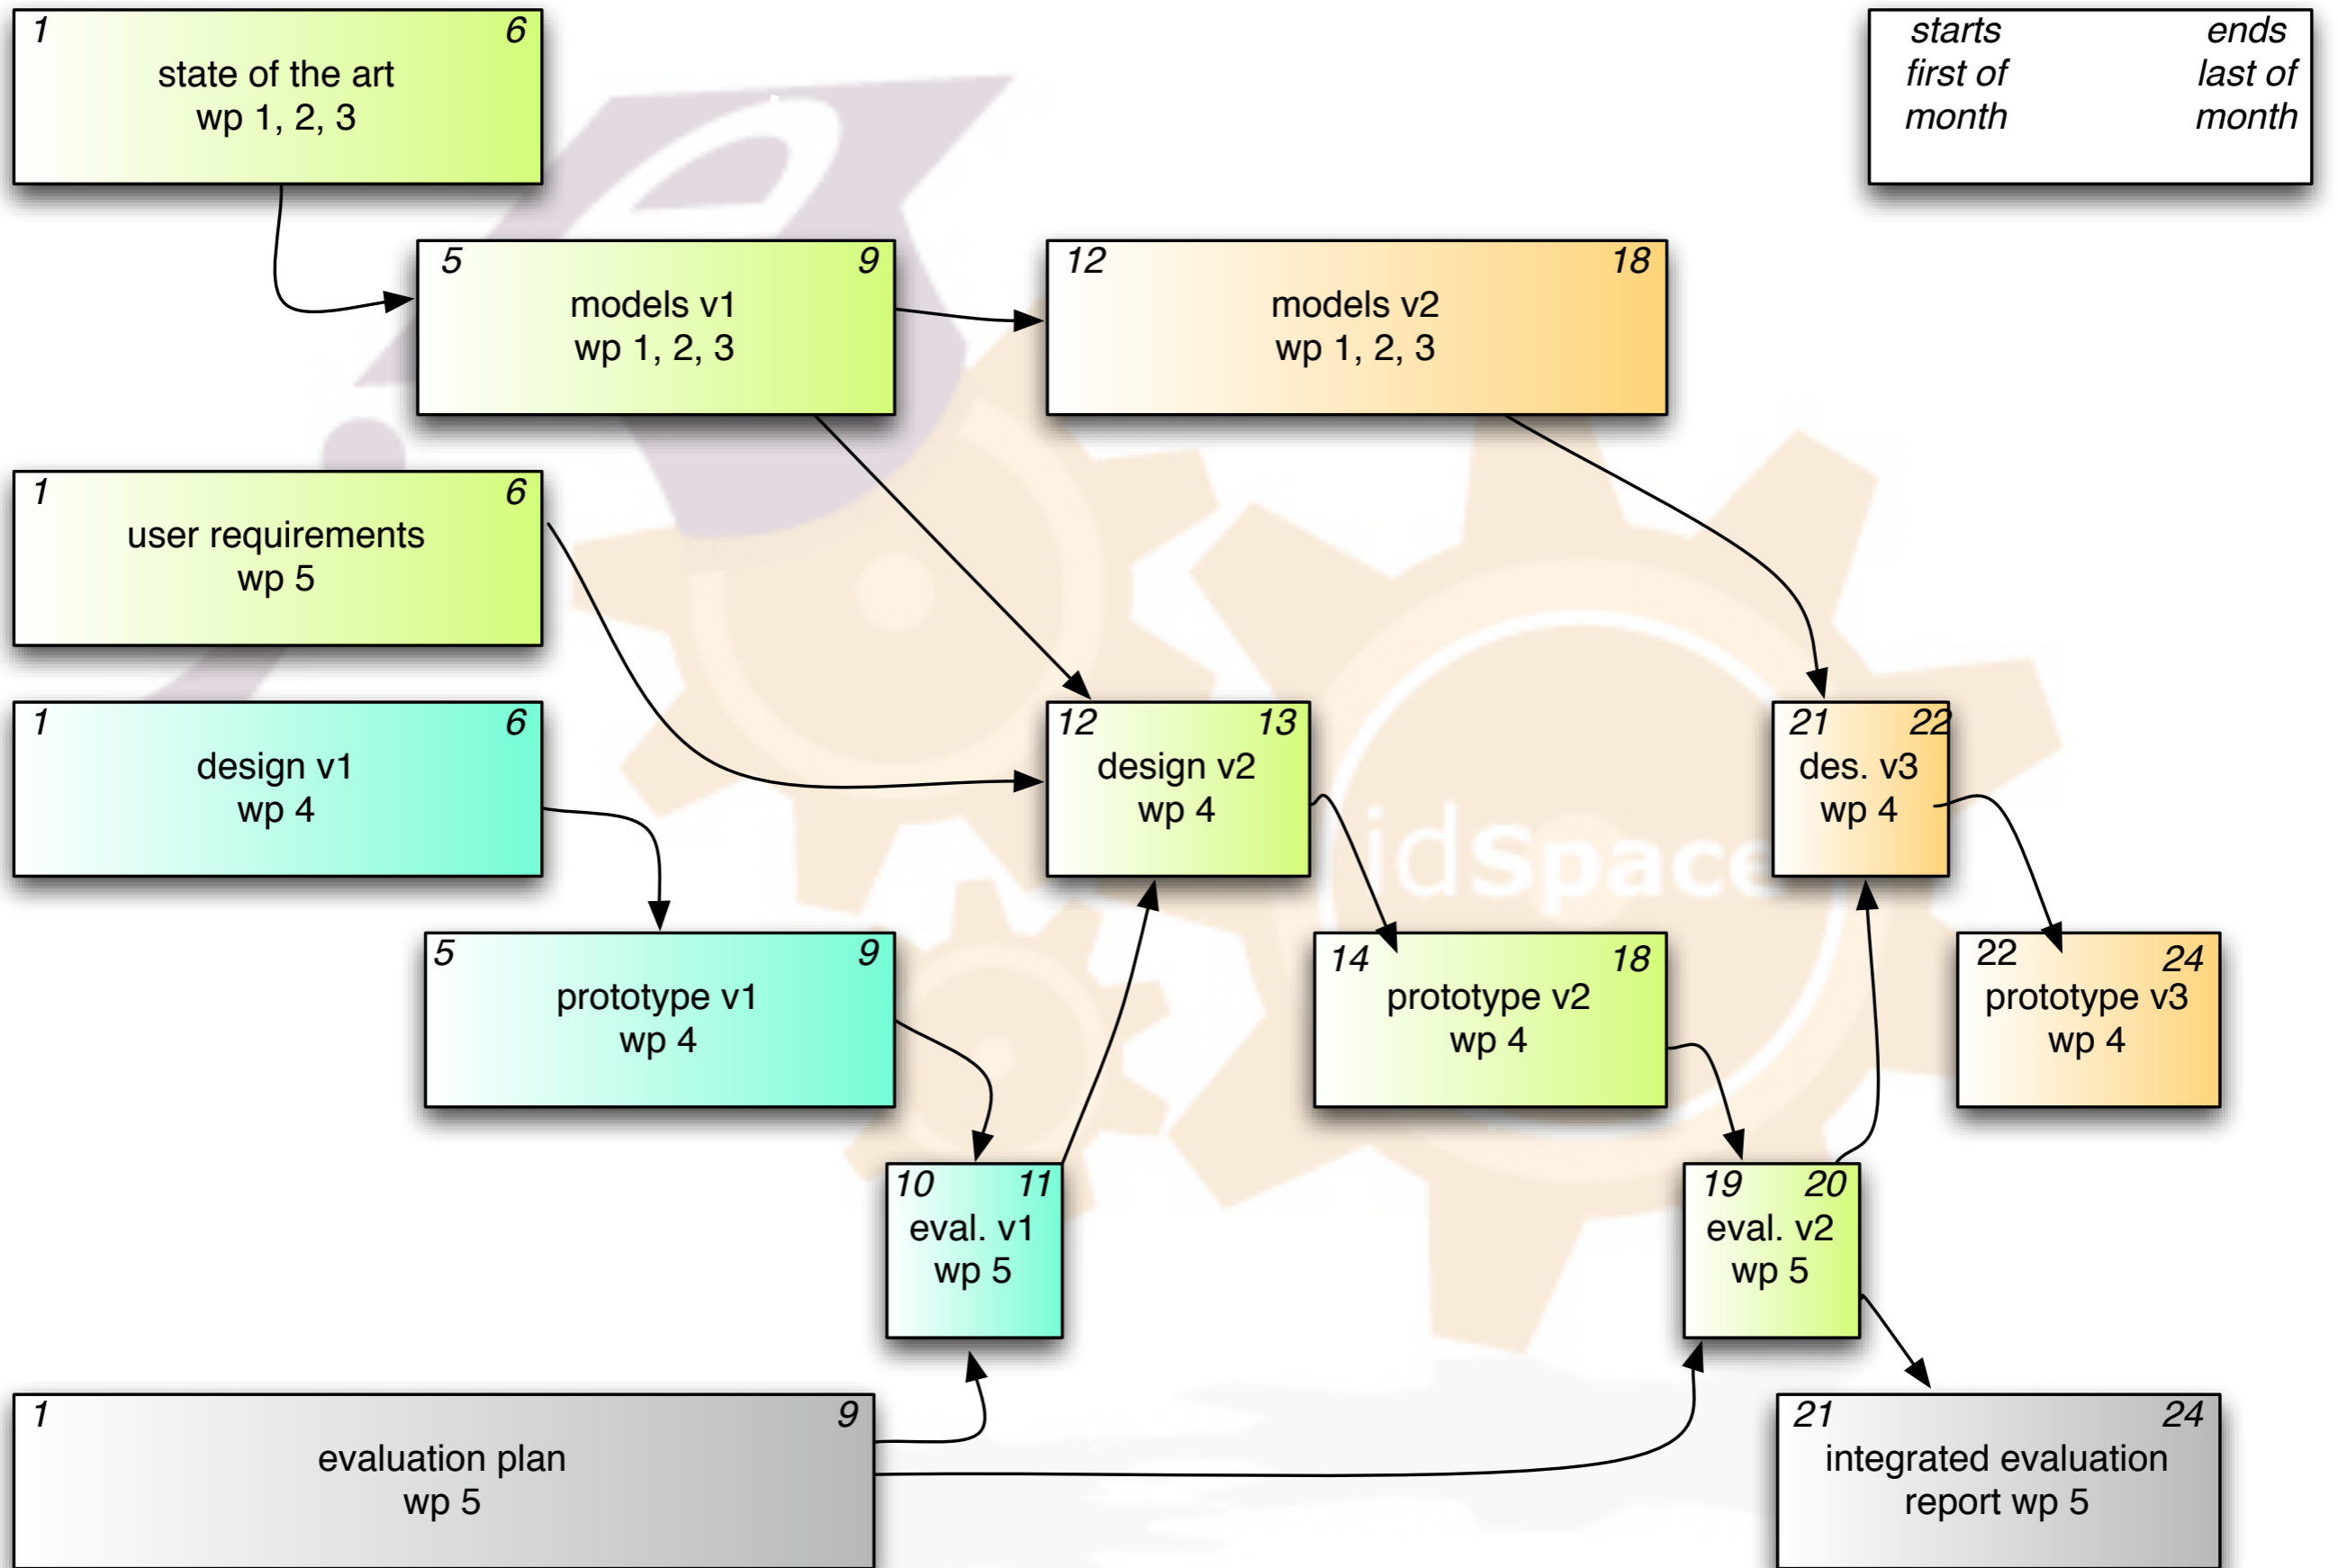 1 6
state of the art
wp 1, 2, 3
starts ends
first of last of
month month
5 9
models v1
wp 1, 2, 3
12 18
models v2
wp 1, 2, 3
1 6
user requirements
wp 5
1 6
design v1
wp 4
12 13
design v2
wp 4
21 22
des. v3
wp 4
idSpace
5 9
prototype v1
wp 4
14 18
prototype v2
wp 4
22 24
prototype v3
wp 4
10 11
eval. v1
wp 5
19 20
eval. v2
wp 5
1 9
evaluation plan
wp 5
21 24
integrated evaluation
report wp 5